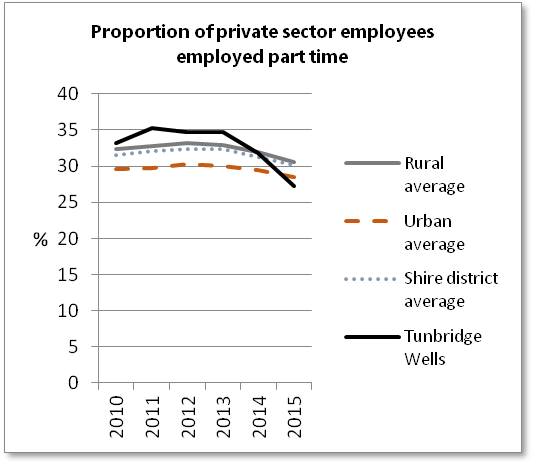 Proportion of private sector employees
employed part time
40
35
30
25
20
15
10
5
0
%
2010
2011
2012
2013
2014
2015
Rural
average
Urban
average
Shire district
average
Tunbridge
Wells